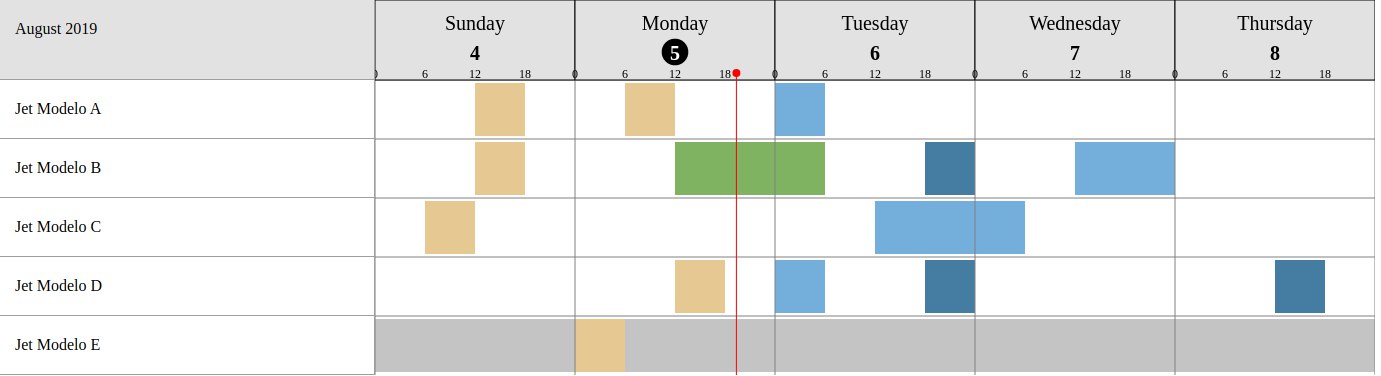 August 2019
Sunday Monday Tuesday Wednesday Thursday
4 5 6 7 8
0 6 12 18 0 6 12 18 0 6 12 18 0 6 12 18 0 6 12 18
Jet Modelo A
Jet Modelo B
Jet Modelo C
Jet Modelo D
Jet Modelo E